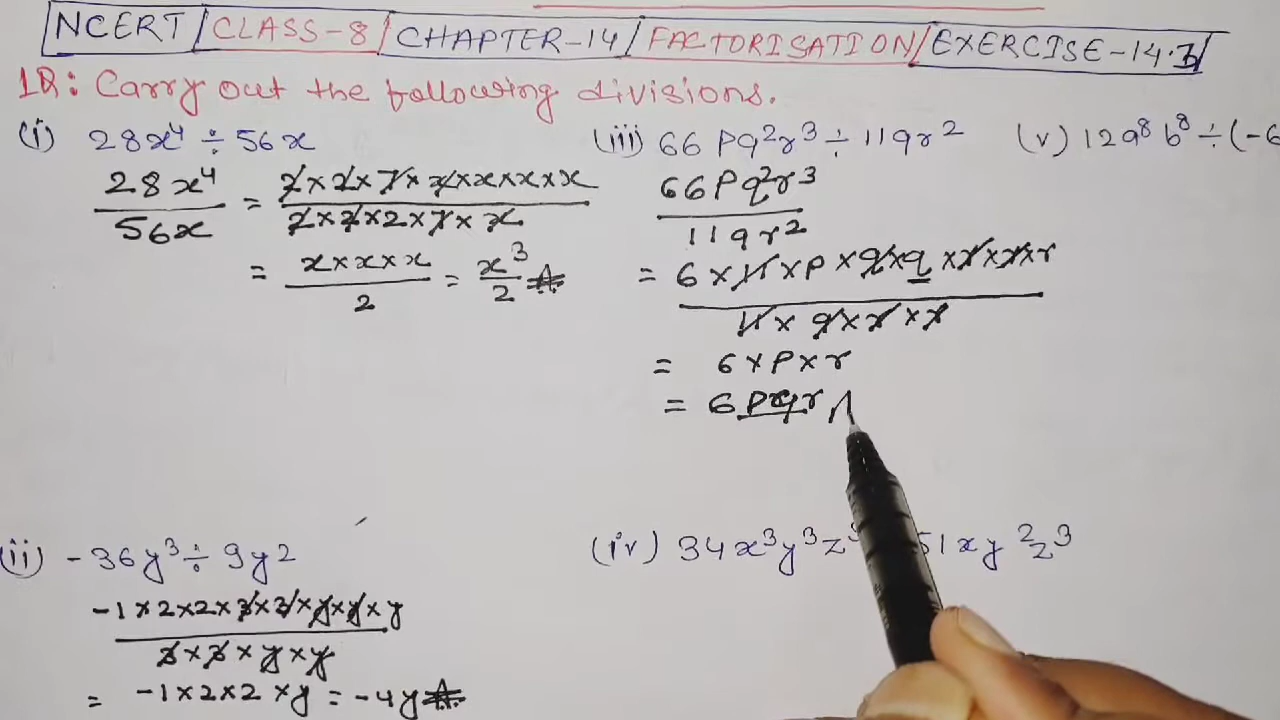 NCERT/CLASS-8/CHAPTER-14/FACTORISATION/EXERCISE-14.3/
1Q: Carry out the following divisions.
(i) 28x⁴ ÷ 56x
28x⁴/56x = 2×2×7×x×x×x×x/2×2×2×7×x
= x×x×x/2 = x³/2 A
(ii) -36y³ ÷ 9y²
-1×2×2×3×3×y×y×y/3×3×y×y
= -1×2×2×y = -4y A
(iii) 66pq²r³ ÷ 11qr²
66pq²r³/11qr²
= 6×11×p×q×q×r×r×r/11×q×r×r
= 6×p×r
= 6pqr A
(iv) 34x³y³z 51xy²z³
(v) 12a⁸b⁸ ÷ (-6